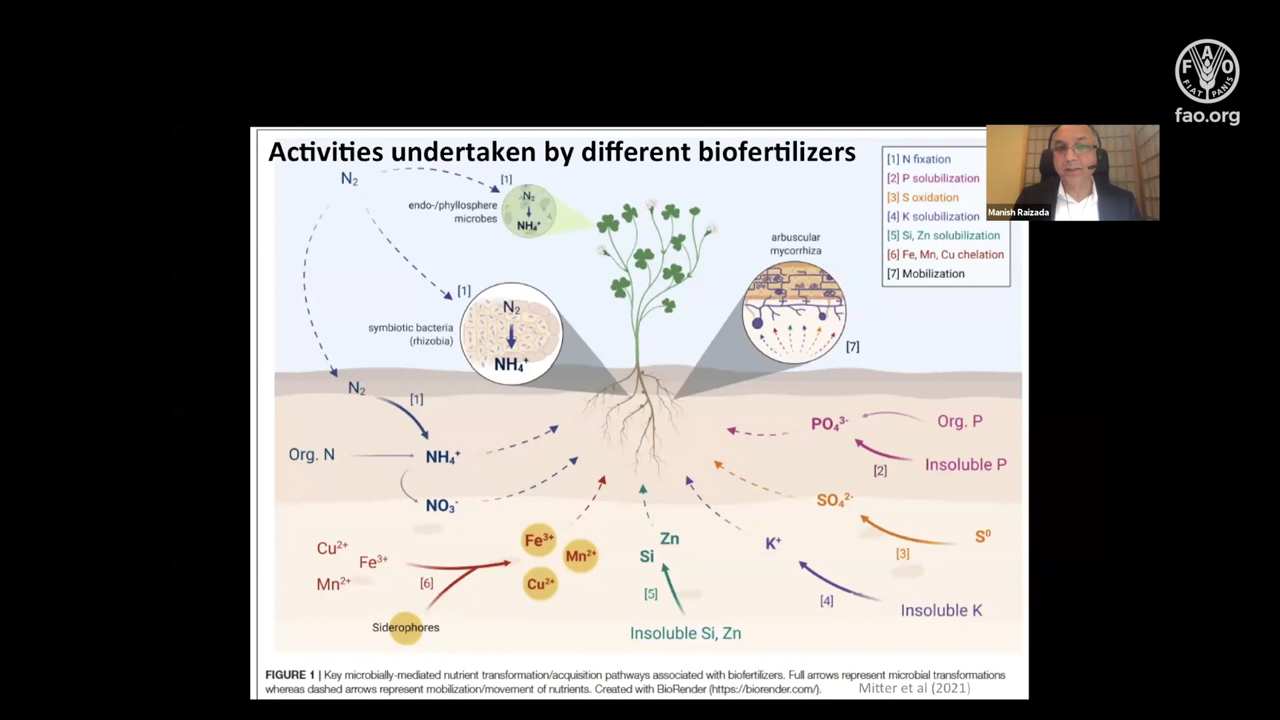 FAO
FIAT PANIS
fao.org
Manish Raizada
Activities undertaken by different biofertilizers
[1] N fixation
[2] P solubilization
[3] S oxidation
[4] K solubilization
[5] Si, Zn solubilization
[6] Fe, Mn, Cu chelation
[7] Mobilization
N₂
[1]
endo-/phyllosphere
microbes
N₂
NH₄⁺
arbuscular
mycorrhiza
[7]
[1]
symbiotic bacteria
(rhizobia)
N₂
NH₄⁺
N₂
[1]
Org. N
NH₄⁺
NO₃⁻
PO₄³⁻
Org. P
Insoluble P
[2]
SO₄²⁻
S⁰
[3]
Cu²⁺
Fe³⁺
Mn²⁺
[6]
Siderophores
Fe³⁺
Mn²⁺
Cu²⁺
Zn
Si
[5]
Insoluble Si, Zn
K⁺
[4]
Insoluble K
FIGURE 1 | Key microbially-mediated nutrient transformation/acquisition pathways associated with biofertilizers. Full arrows represent microbial transformations
whereas dashed arrows represent mobilization/movement of nutrients. Created with BioRender (https://biorender.com/).
Mitter et al (2021)